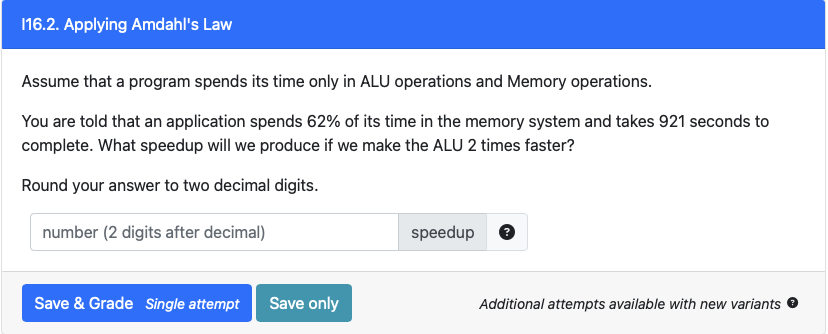 I16.2. Applying Amdahl's Law
Assume that a program spends its time only in ALU operations and Memory operations.
You are told that an application spends 62% of its time in the memory system and takes 921 seconds to
complete. What speedup will we produce if we make the ALU 2 times faster?
Round your answer to two decimal digits.
number (2 digits after decimal) speedup ?
Save & Grade Single attempt Save only Additional attempts available with new variants ?